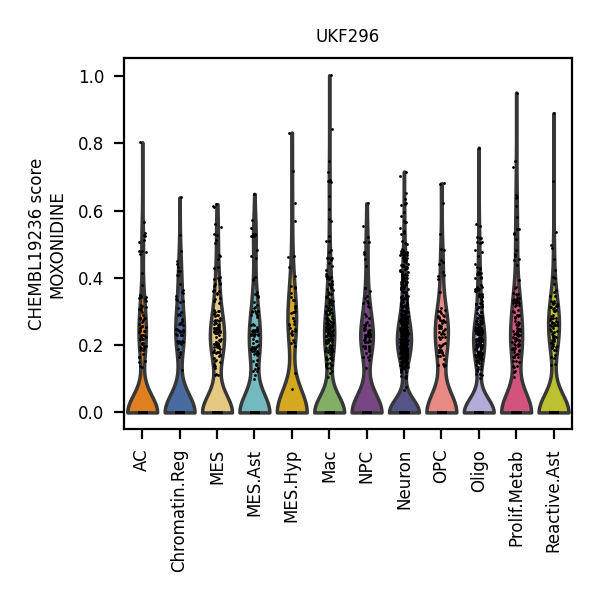 UKF296
CHEMBL19236 score
MOXONIDINE
1.0
0.8
0.6
0.4
0.2
0.0
AC
Chromatin.Reg
MES
MES.Ast
MES.Hyp
Mac
NPC
Neuron
OPC
Oligo
Prolif.Metab
Reactive.Ast